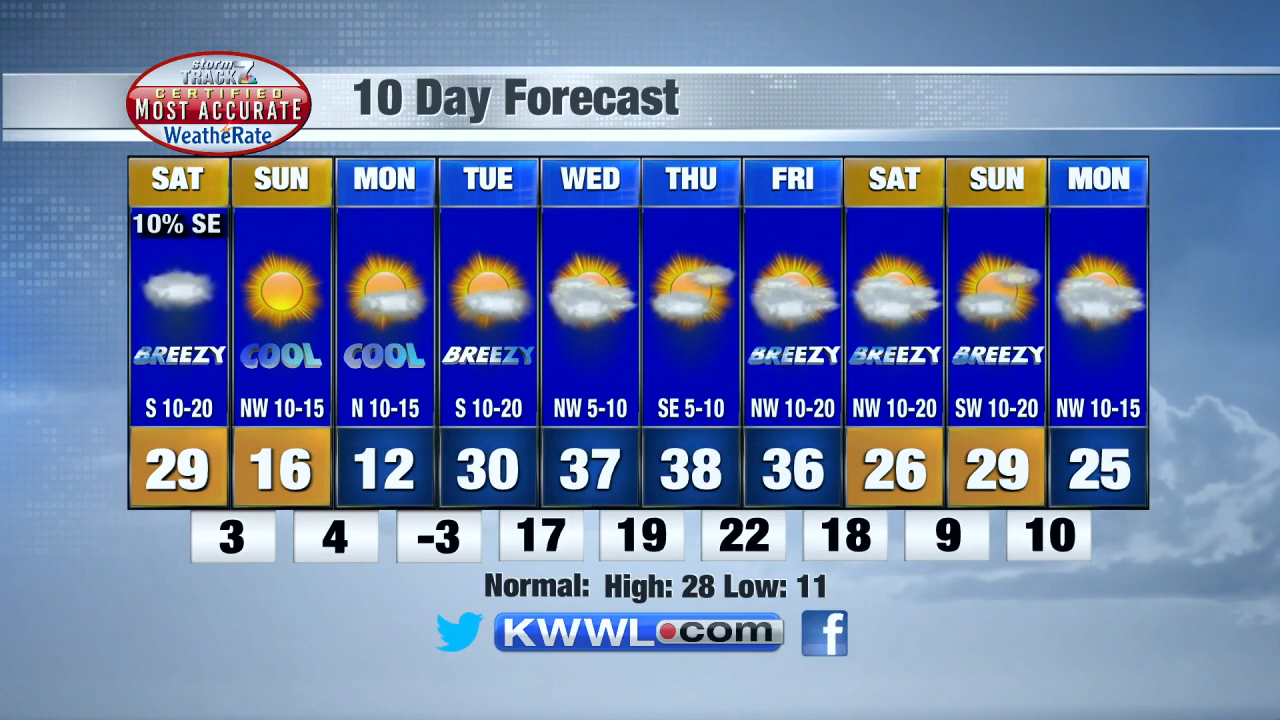 storm
TRACK 7
CERTIFIED
MOST ACCURATE
WeatheRate
10 Day Forecast
SAT SUN MON TUE WED THU FRI SAT SUN MON
10% SE
BREEZY COOL COOL BREEZY BREEZY BREEZY BREEZY
S 10-20 NW 10-15 N 10-15 S 10-20 NW 5-10 SE 5-10 NW 10-20 NW 10-20 SW 10-20 NW 10-15
29 16 12 30 37 38 36 26 29 25
3 4 -3 17 19 22 18 9 10
Normal: High: 28 Low: 11
KWWL.com f